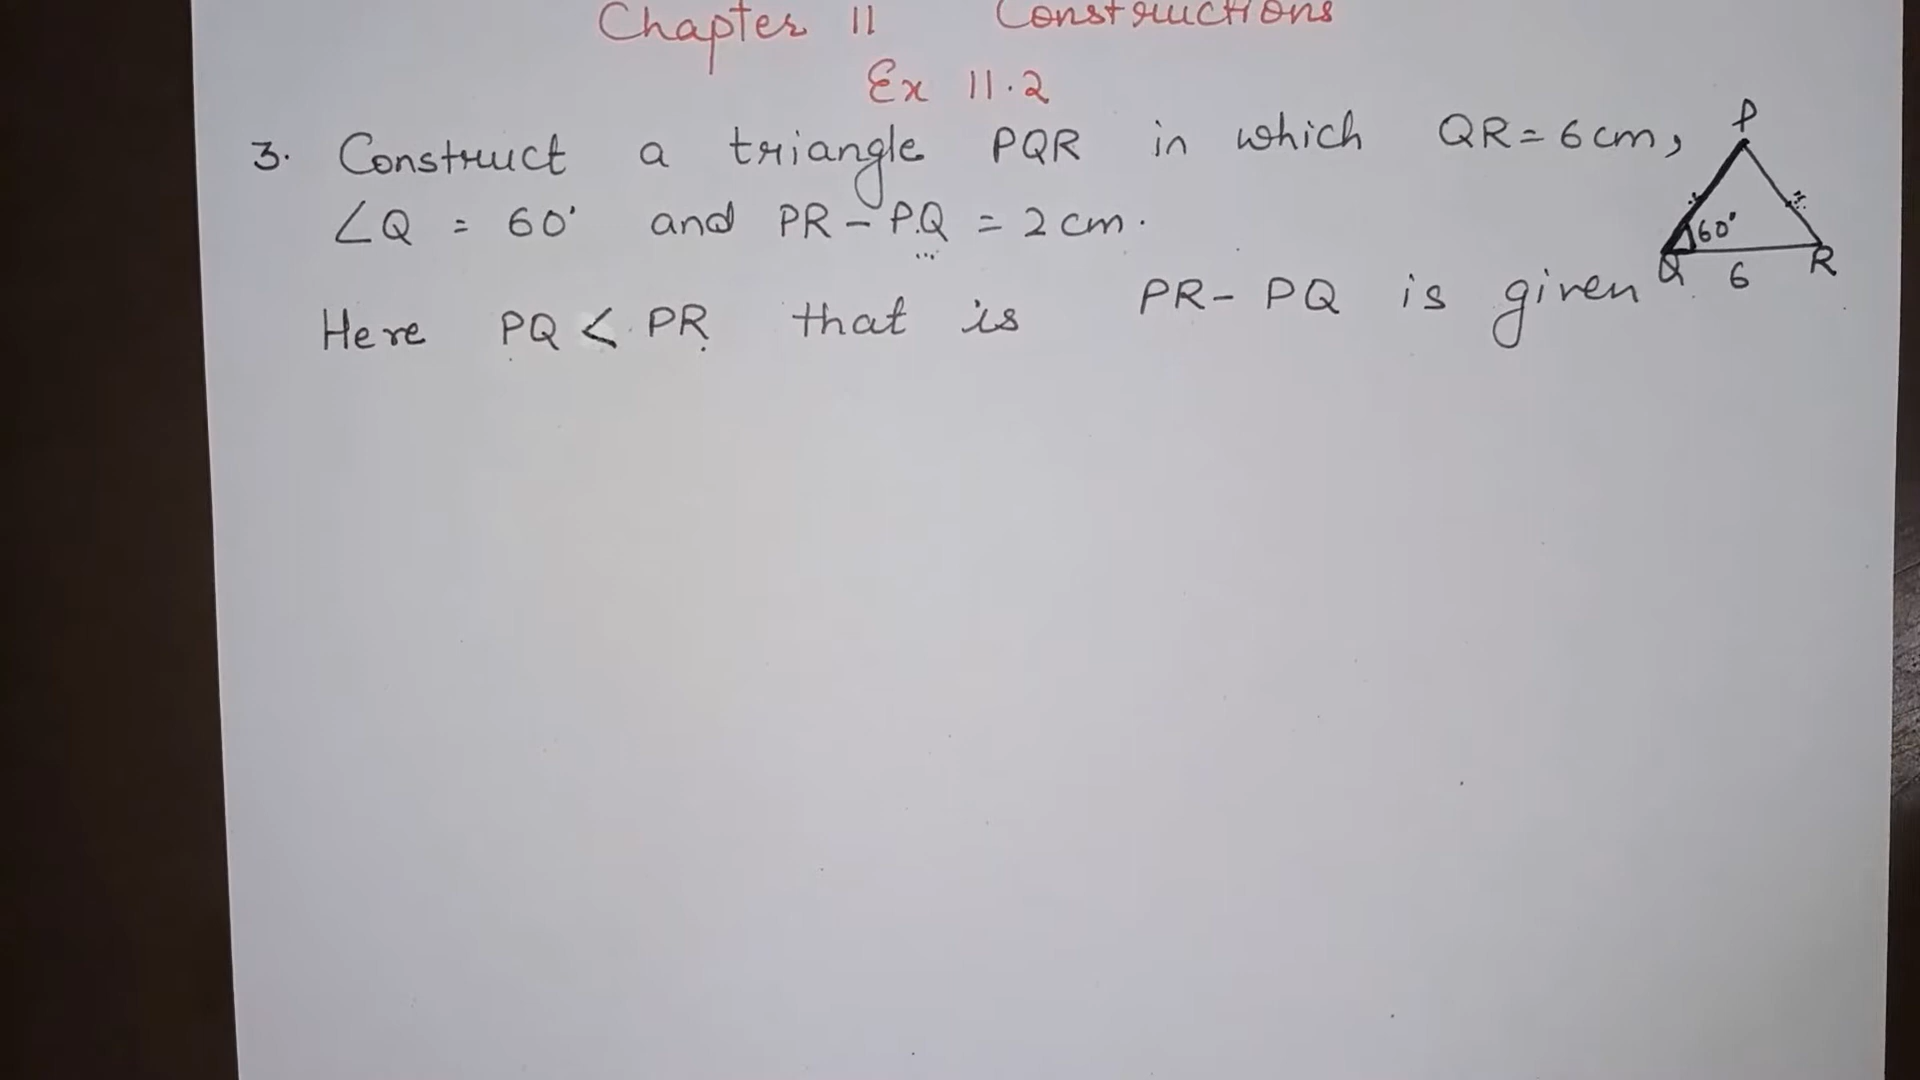 Chapter 11 Constructions
Ex 11.2
3. Construct a triangle PQR in which QR = 6 cm,
∠Q = 60° and PR - PQ = 2 cm.
Here PQ < PR that is PR - PQ is given
P
60°
Q 6 R